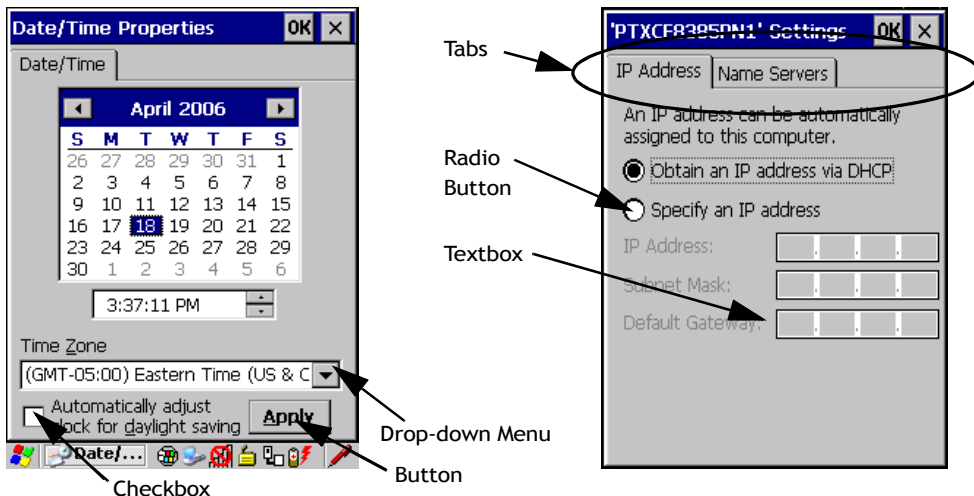 Date/Time Properties OK ×
Date/Time
April 2006
S M T W T F S
26 27 28 29 30 31 1
2 3 4 5 6 7 8
9 10 11 12 13 14 15
16 17 18 19 20 21 22
23 24 25 26 27 28 29
30 1 2 3 4 5 6
3:37:11 PM
Time Zone
(GMT-05:00) Eastern Time (US & C
Automatically adjust
clock for daylight saving
Apply
Date/...
Checkbox
Button
Drop-down Menu
Tabs
Radio
Button
Textbox
'PTXCF8385PN1' Settings OK ×
IP Address Name Servers
An IP address can be automatically
assigned to this computer.
Obtain an IP address via DHCP
Specify an IP address
IP Address:
Subnet Mask:
Default Gateway: